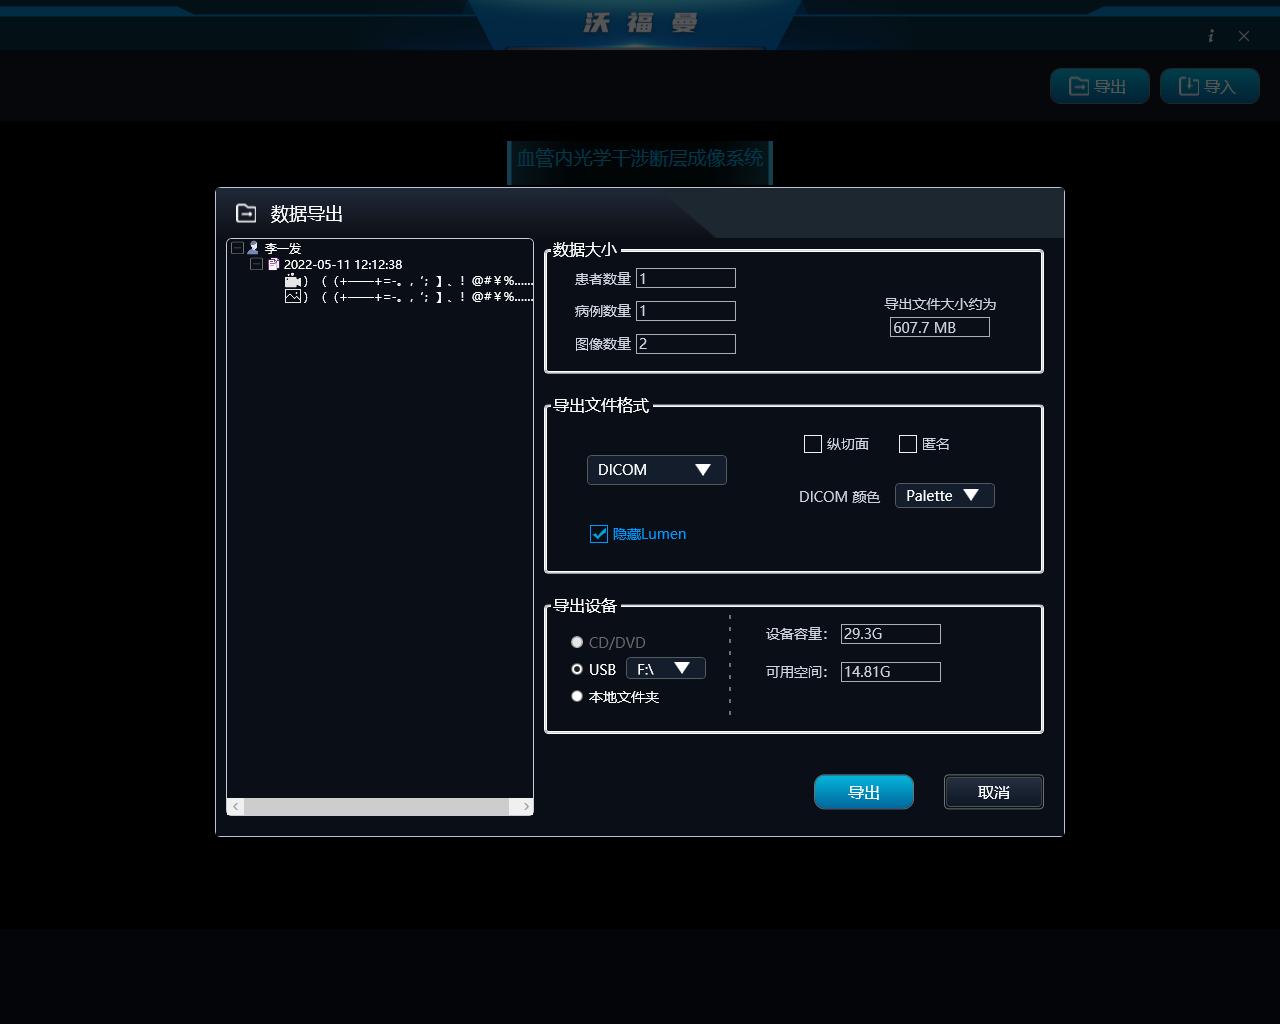 沃福曼
i
导出
导入
血管内光学干涉断层成像系统
数据导出
李一发
2022-05-11 12:12:38
）（（+——+=-。，‘；】、！@#￥%……
）（（+——+=-。，‘；】、！@#￥%……
数据大小
患者数量 1
病例数量 1
图像数量 2
导出文件大小约为
607.7 MB
导出文件格式
DICOM
纵切面 匿名
DICOM 颜色 Palette
隐藏Lumen
导出设备
CD/DVD
USB F:\
本地文件夹
设备容量： 29.3G
可用空间： 14.81G
导出 取消